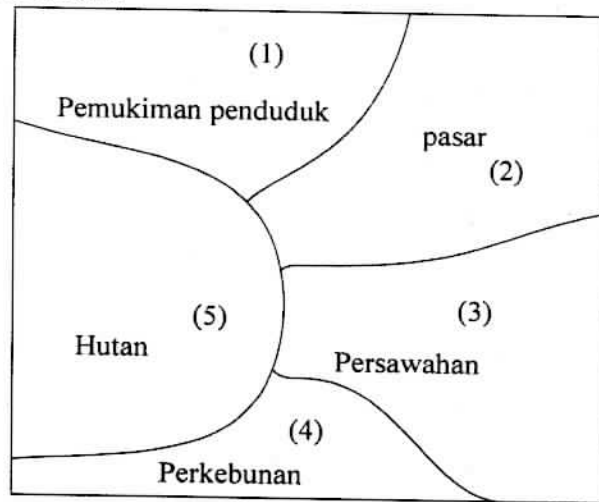 (1)
Pemukiman penduduk
pasar
(2)
(5)
Hutan
(3)
Persawahan
(4)
Perkebunan